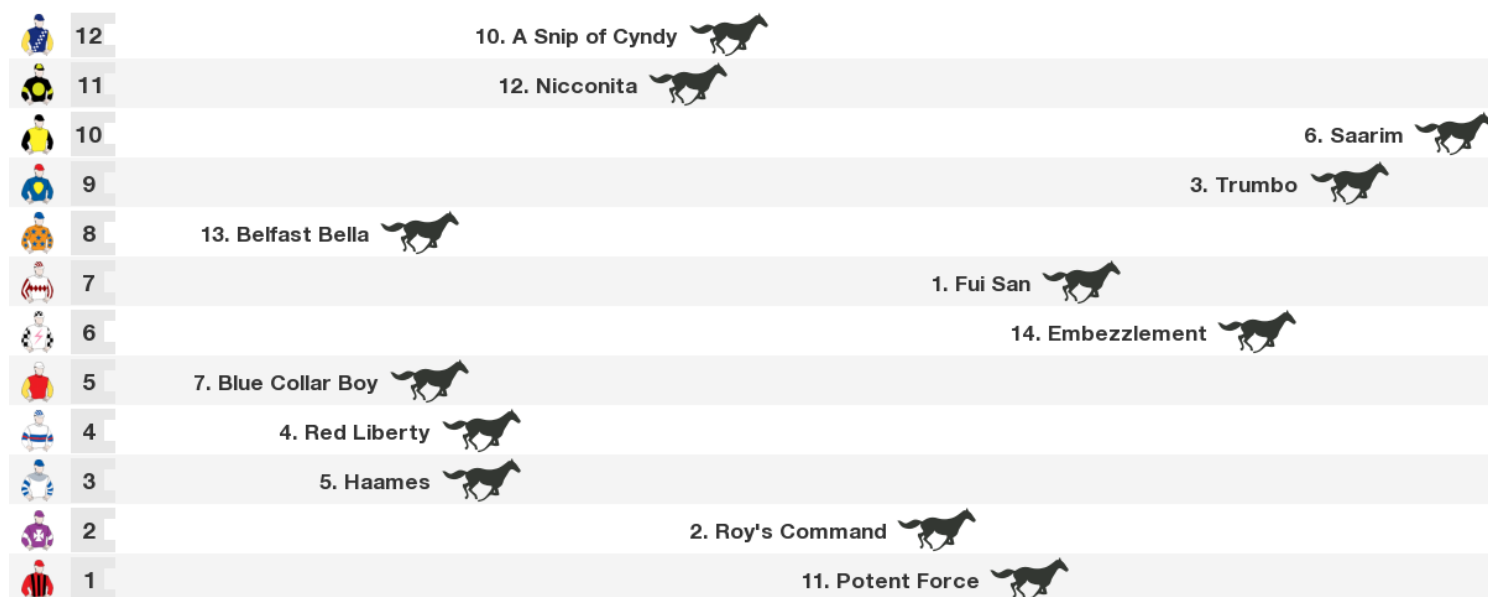 12 10. A Snip of Cyndy
11 12. Nicconita
10 6. Saarim
9 3. Trumbo
8 13. Belfast Bella
7 1. Fui San
6 14. Embezzlement
5 7. Blue Collar Boy
4 4. Red Liberty
3 5. Haames
2 2. Roy's Command
1 11. Potent Force